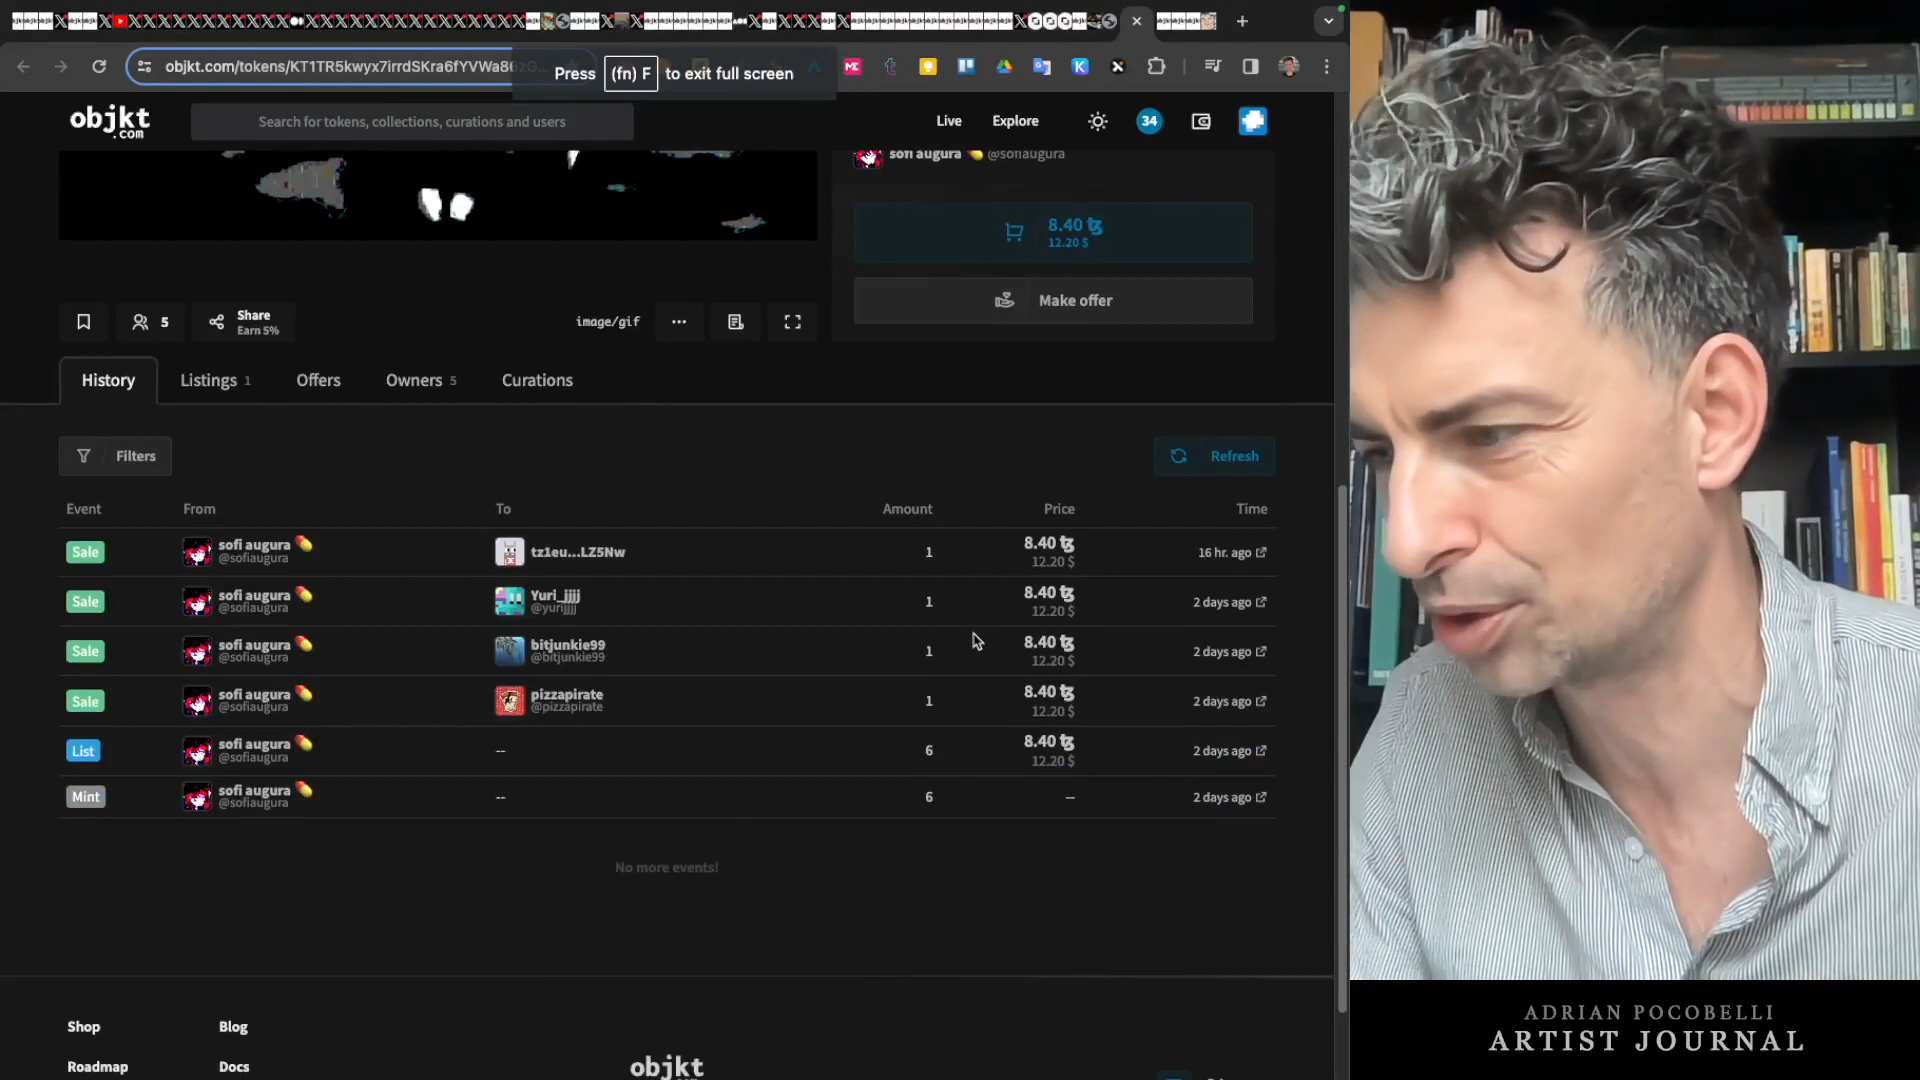 objkt.com/tokens/KT1TR5kwyx7irrdSKra6fYVWa86zG...
Press (fn) F to exit full screen
objkt
.com
Search for tokens, collections, curations and users
Live
Explore
34
sofi augura @sofiaugura
8.40
12.20 $
Make offer
5
Share
Earn 5%
image/gif
History
Listings 1
Offers
Owners 5
Curations
Filters
Refresh
Event From To Amount Price Time
Sale sofi augura tz1eu...LZ5Nw 1 8.40 16 hr. ago
@sofiaugura 12.20 $
Sale sofi augura Yuri_jjjj 1 8.40 2 days ago
@sofiaugura @yurijjjj 12.20 $
Sale sofi augura bitjunkie99 1 8.40 2 days ago
@sofiaugura @bitjunkie99 12.20 $
Sale sofi augura pizzapirate 1 8.40 2 days ago
@sofiaugura @pizzapirate 12.20 $
List sofi augura -- 6 8.40 2 days ago
@sofiaugura 12.20 $
Mint sofi augura -- 6 -- 2 days ago
@sofiaugura
No more events!
Shop
Blog
Roadmap
Docs
objkt
ADRIAN POCOBELLI
ARTIST JOURNAL